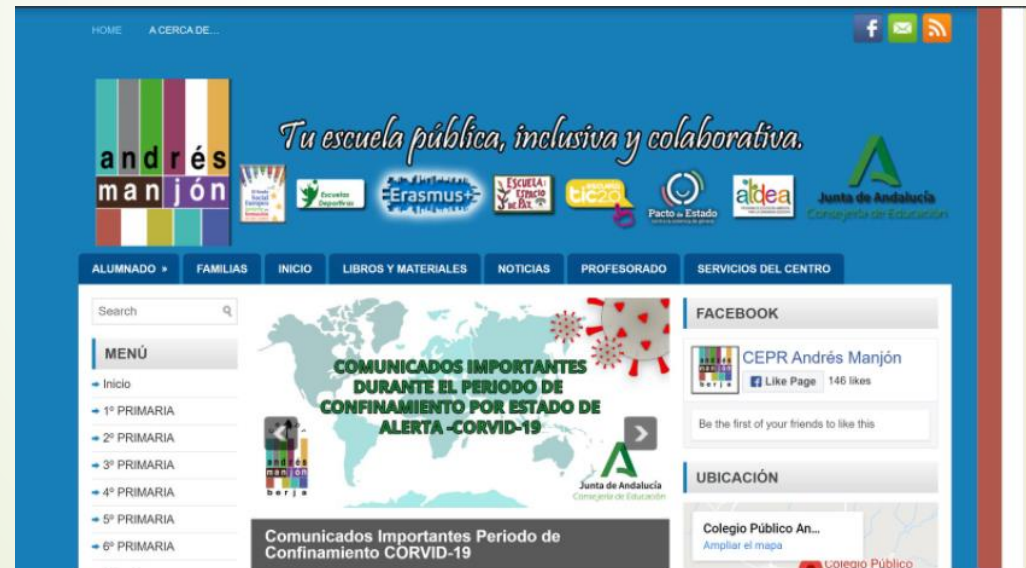 HOME A CERCA DE...
andrés
manjón
Tu escuela pública, inclusiva y colaborativa.
Escuelas
Deportivas
Erasmus+
ESCUELA:
ESPACIO
DE PAZ
tic2.0
Pacto de Estado
aldea
Junta de Andalucía
Consejería de Educación
ALUMNADO » FAMILIAS INICIO LIBROS Y MATERIALES NOTICIAS PROFESORADO SERVICIOS DEL CENTRO
Search
MENÚ
Inicio
1º PRIMARIA
2º PRIMARIA
3º PRIMARIA
4º PRIMARIA
5º PRIMARIA
6º PRIMARIA
COMUNICADOS IMPORTANTES
DURANTE EL PERIODO DE
CONFINAMIENTO POR ESTADO DE
ALERTA -CORVID-19
andrés
manjón
berja
Junta de Andalucía
Consejería de Educación
Comunicados Importantes Periodo de
Confinamiento CORVID-19
FACEBOOK
CEPR Andrés Manjón
Like Page 146 likes
Be the first of your friends to like this
UBICACIÓN
Colegio Público An...
Ampliar el mapa
Colegio Público